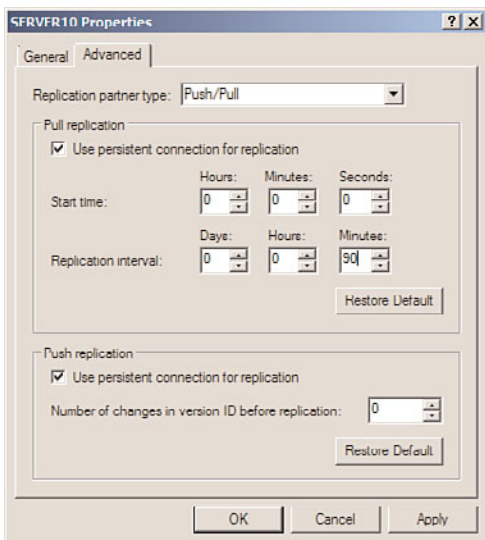 SERVER10 Properties ? X
General Advanced
Replication partner type: Push/Pull
Pull replication
Use persistent connection for replication
Hours: Minutes: Seconds:
Start time: 0 0 0
Days: Hours: Minutes:
Replication interval: 0 0 90
Restore Default
Push replication
Use persistent connection for replication
Number of changes in version ID before replication: 0
Restore Default
OK Cancel Apply